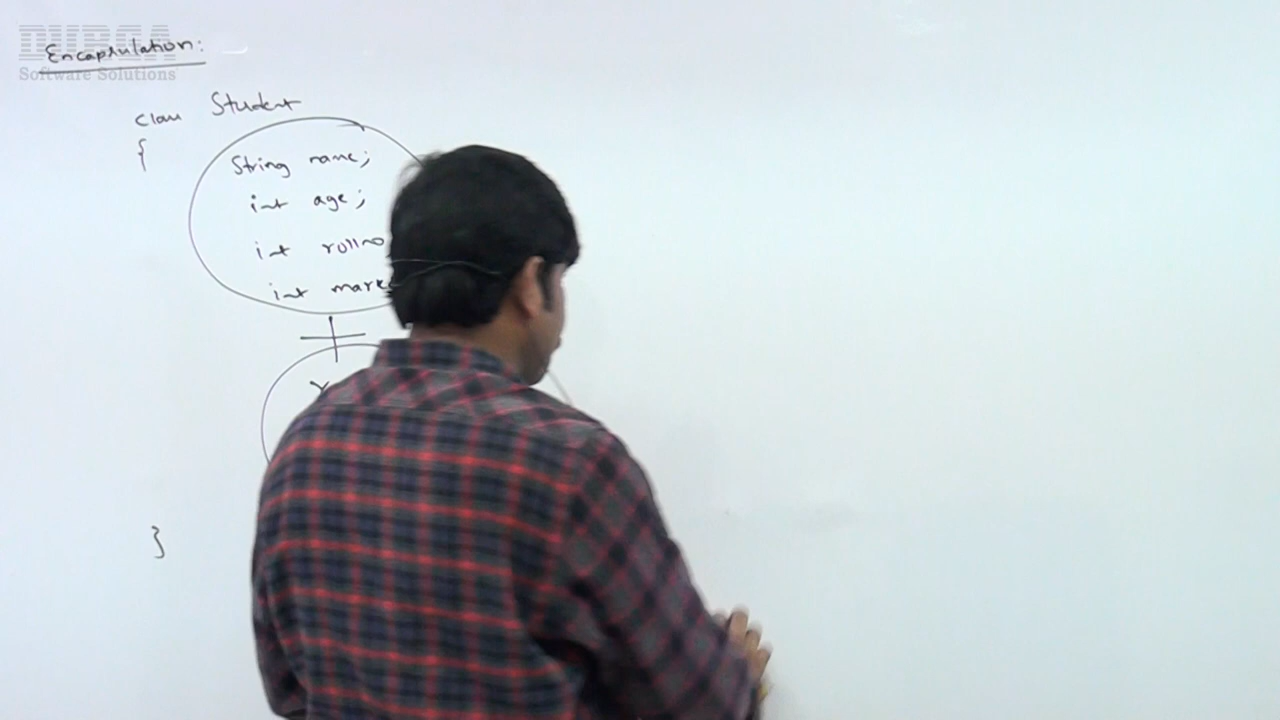 DURGA
Encapsulation:
Software Solutions
class Student
{
String name;
int age;
int rollno
int marks
+
}